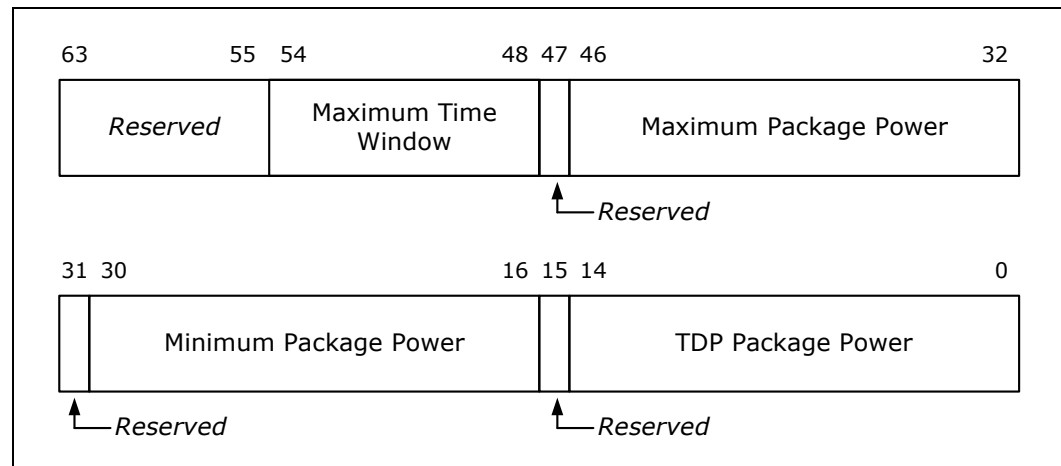 63 55 54 48 47 46 32
Reserved Maximum Time Window Maximum Package Power
Reserved
31 30 16 15 14 0
Minimum Package Power TDP Package Power
Reserved Reserved